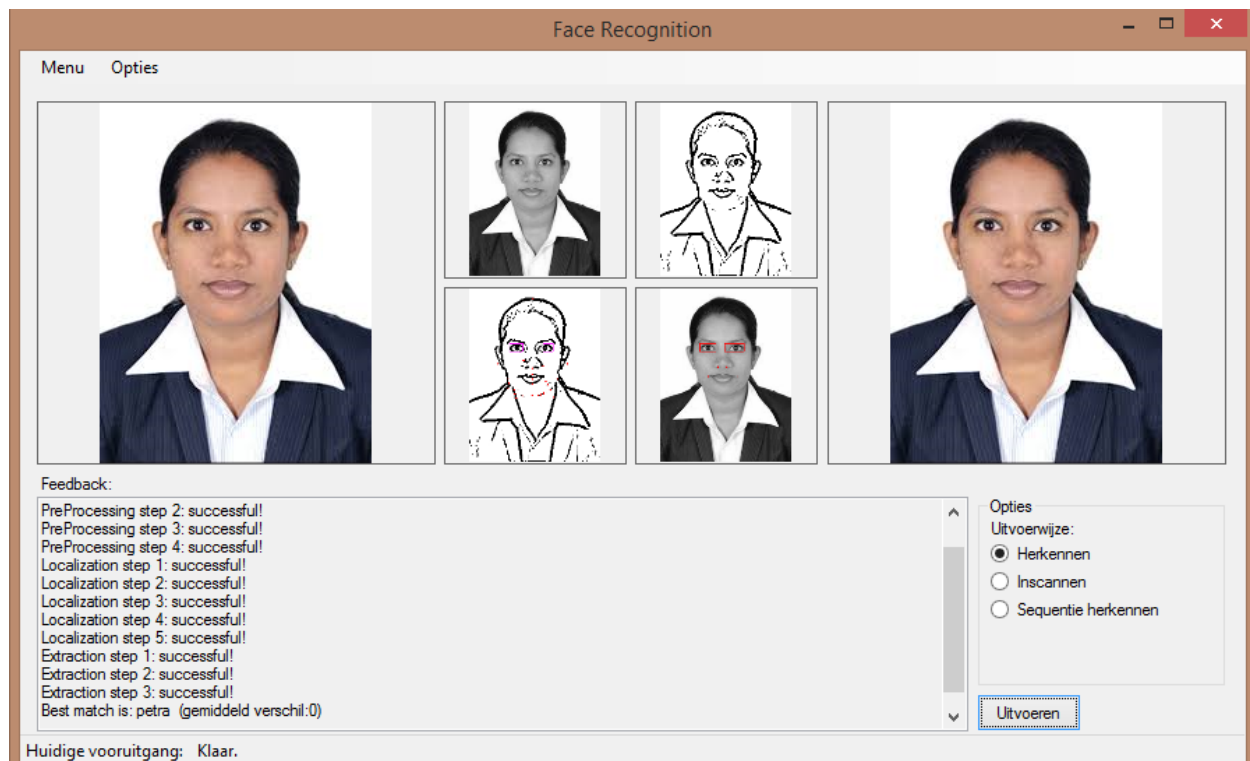 Face Recognition
Menu Opties
Feedback:
PreProcessing step 2: successful!
PreProcessing step 3: successful!
PreProcessing step 4: successful!
Localization step 1: successful!
Localization step 2: successful!
Localization step 3: successful!
Localization step 4: successful!
Localization step 5: successful!
Extraction step 1: successful!
Extraction step 2: successful!
Extraction step 3: successful!
Best match is: petra (gemiddeld verschil:0)
Opties
Uitvoerwijze:
Herkennen
Inscannen
Sequentie herkennen
Uitvoeren
Huidige vooruitgang: Klaar.